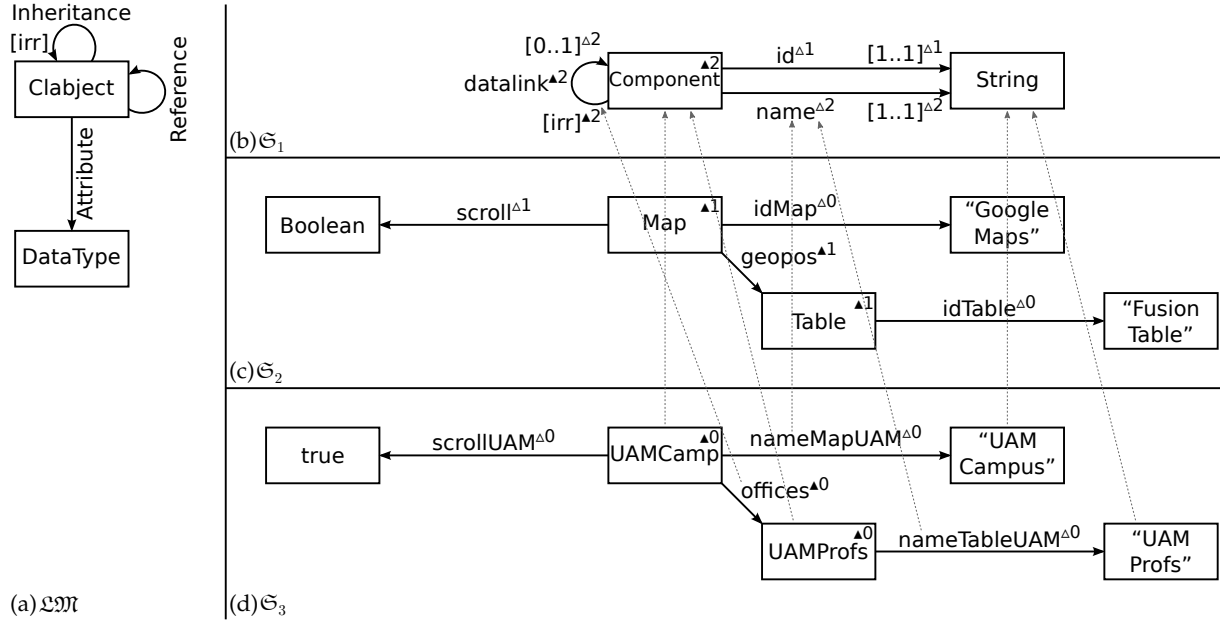 Inheritance
[irr]
Clabject
Reference
Attribute
DataType
(a) 𝔏𝔐
[0..1]▵2
datalink▴2
[irr]▴2
Component▴2
id▵1
[1..1]▵1
name▵2
[1..1]▵2
String
(b) 𝔖1
Boolean
scroll▵1
Map▴1
idMap▵0
“Google
Maps”
geopos▴1
Table▴1
idTable▵0
“Fusion
Table”
(c) 𝔖2
true
scrollUAM▵0
UAMCamp▴0
nameMapUAM▵0
“UAM
Campus”
offices▴0
UAMProfs▴0
nameTableUAM▵0
“UAM
Profs”
(d) 𝔖3